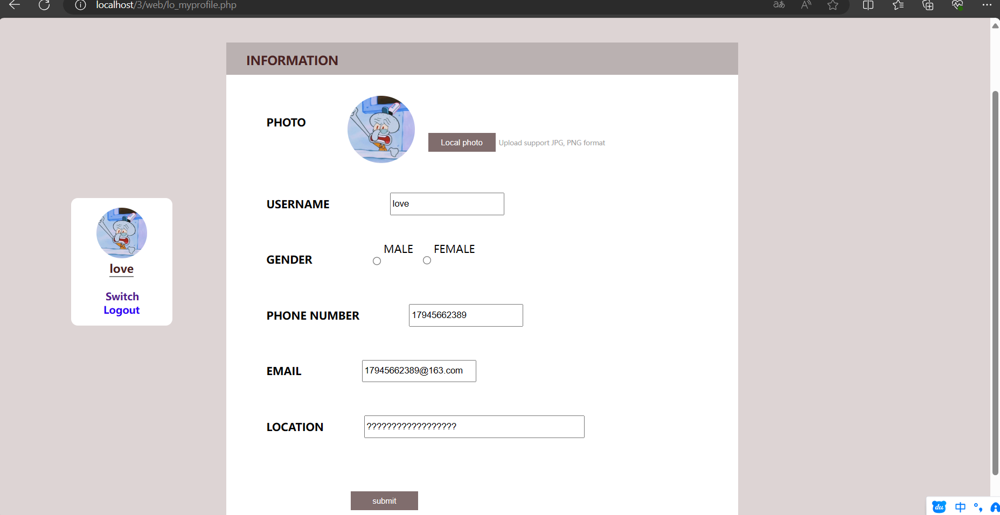 localhost/3/web/lo_myprofile.php
INFORMATION
PHOTO
Local photo Upload support JPG, PNG format
USERNAME love
MALE FEMALE
GENDER
love
Switch
Logout
PHONE NUMBER 17945662389
EMAIL 17945662389@163.com
LOCATION ??????????????????
submit
du 中